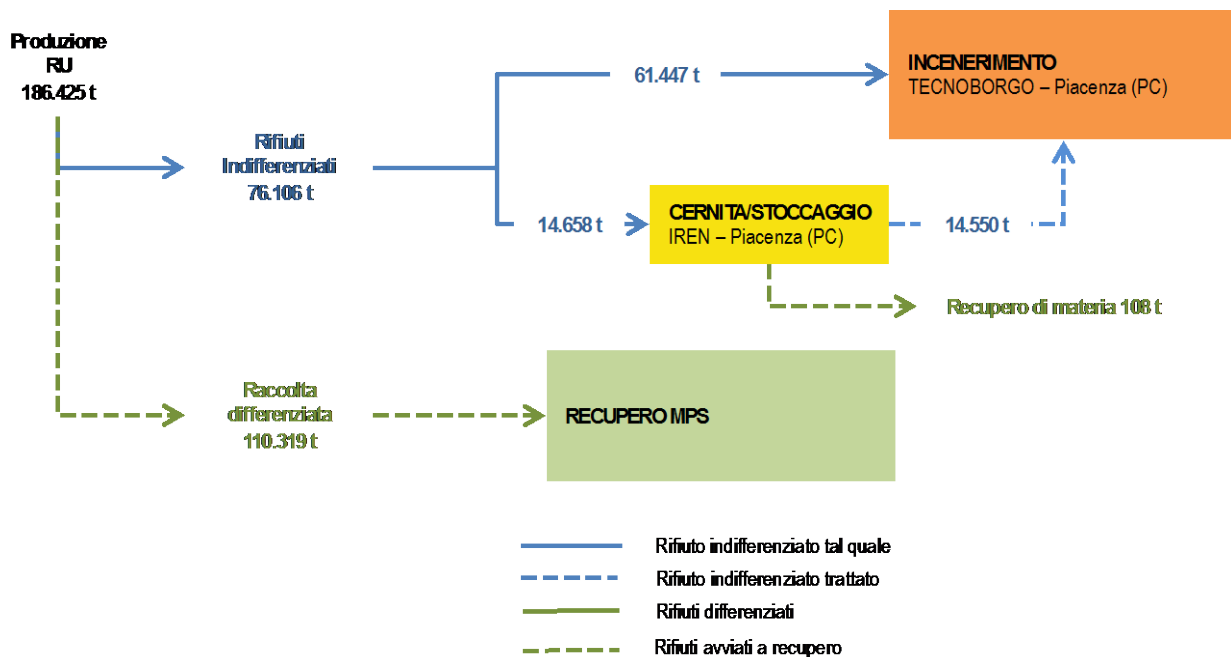 Produzione
RU
186.425 t
61.447 t
INCENERIMENTO
TECNOBORGO – Piacenza (PC)
Rifiuti
Indifferenziati
76.106 t
14.658 t
CERNITA/STOCCAGGIO
IREN – Piacenza (PC)
14.550 t
Recupero di materia 108 t
Raccolta
differenziata
110.319 t
RECUPERO MPS
Rifiuto indifferenziato tal quale
Rifiuto indifferenziato trattato
Rifiuti differenziati
Rifiuti avviati a recupero